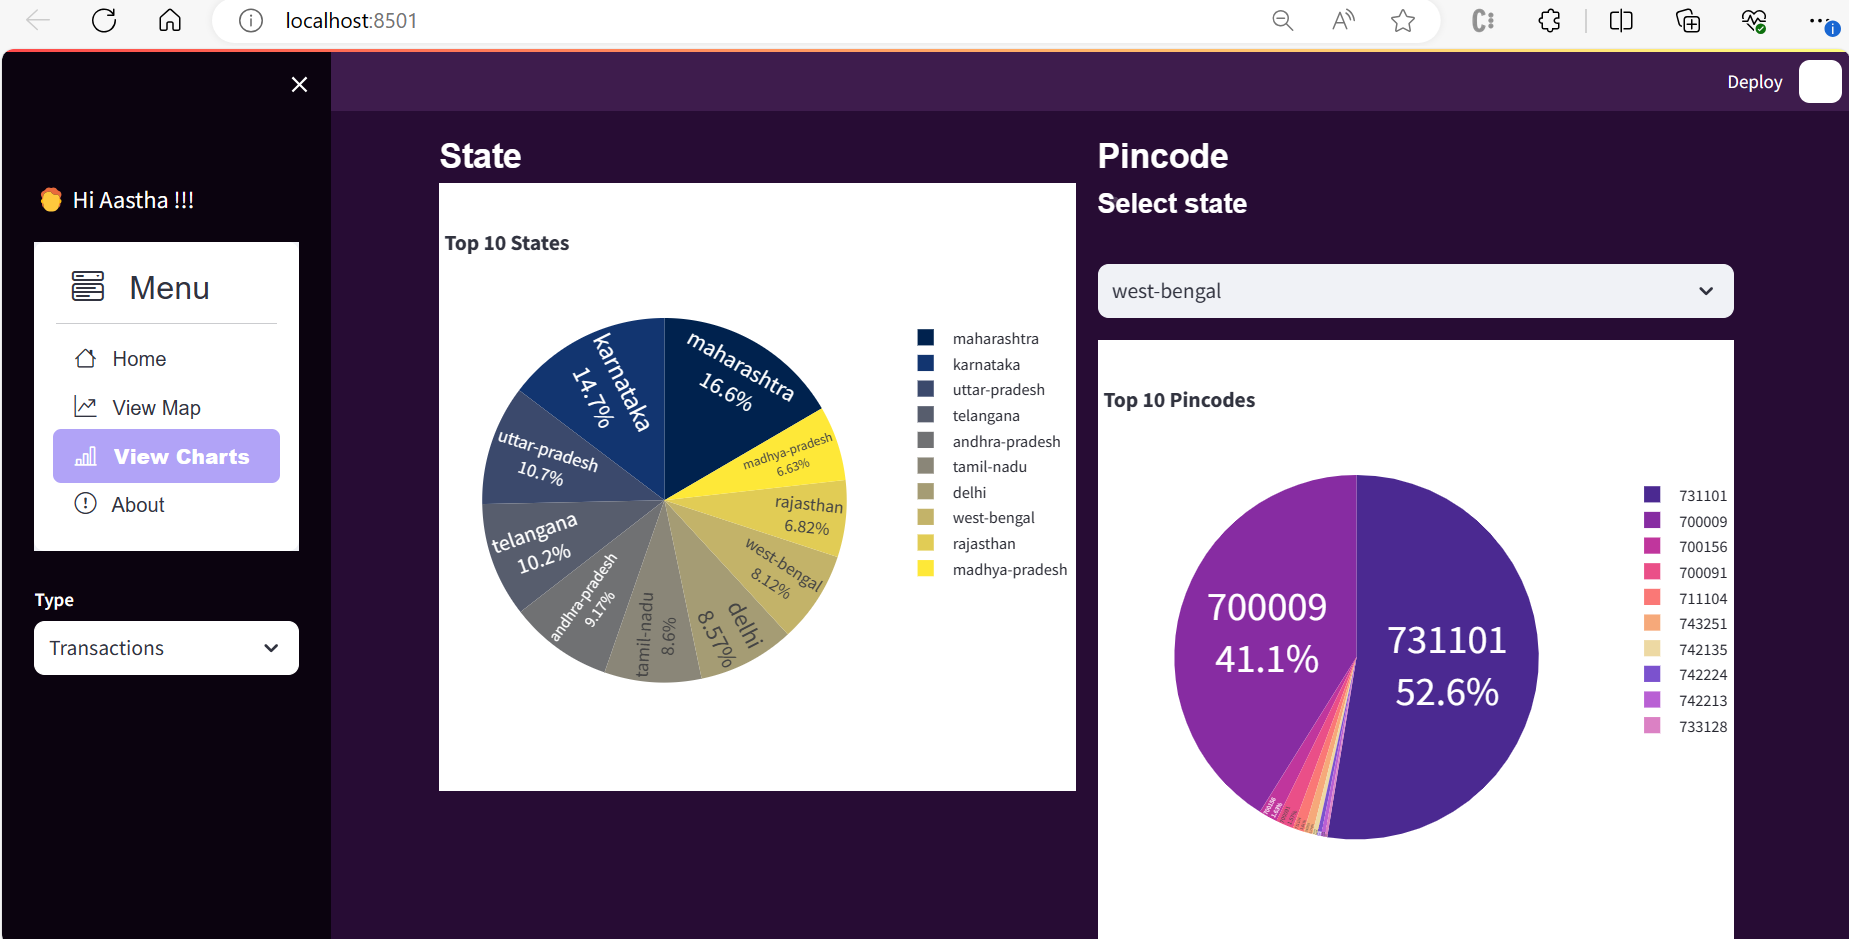 localhost:8501
Deploy
Hi Aastha !!!
Menu
Home
View Map
View Charts
About
Type
Transactions
State
Top 10 States
maharashtra
16.6%
karnataka
14.7%
uttar-pradesh
10.7%
telangana
10.2%
andhra-pradesh
9.17%
tamil-nadu
8.6%
delhi
8.57%
west-bengal
8.12%
rajasthan
6.82%
madhya-pradesh
6.63%
maharashtra
karnataka
uttar-pradesh
telangana
andhra-pradesh
tamil-nadu
delhi
west-bengal
rajasthan
madhya-pradesh
Pincode
Select state
west-bengal
Top 10 Pincodes
700009
41.1%
731101
52.6%
731101
700009
700156
700091
711104
743251
742135
742224
742213
733128